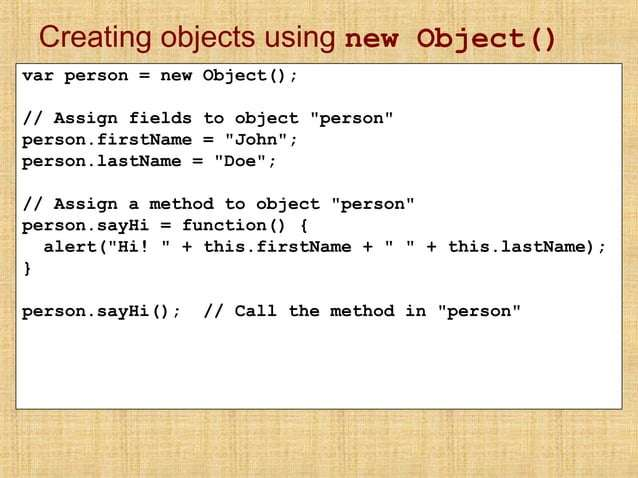 Creating objects using new Object()
var person = new Object();
// Assign fields to object "person"
person.firstName = "John";
person.lastName = "Doe";
// Assign a method to object "person"
person.sayHi = function() {
  alert("Hi! " + this.firstName + " " + this.lastName);
}
person.sayHi();  // Call the method in "person"